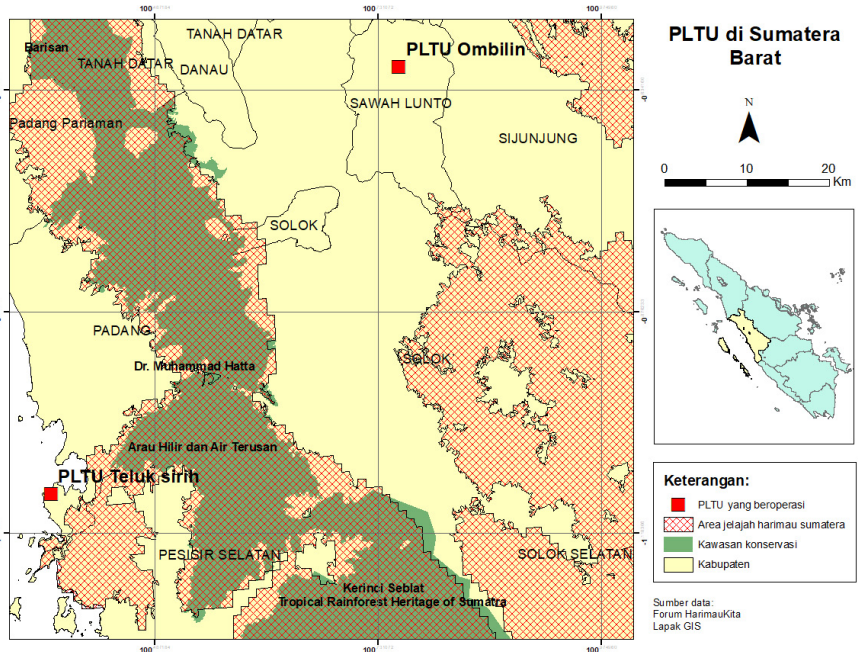 PLTU di Sumatera
Barat
N
0 10 20
Km
TANAH DATAR
Barisan
TANAH DATAR
DANAU
PLTU Ombilin
SAWAH LUNTO
Padang Pariaman
SIJUNJUNG
SOLOK
PADANG
SOLOK
Dr. Muhammad Hatta
Arau Hilir dan Air Terusan
PLTU Teluk sirih
PESISIR SELATAN
SOLOK SELATAN
Kerinci Seblat
Tropical Rainforest Heritage of Sumatra
Keterangan:
PLTU yang beroperasi
Area jelajah harimau sumatera
Kawasan konservasi
Kabupaten
Sumber data:
Forum HarimauKita
Lapak GIS